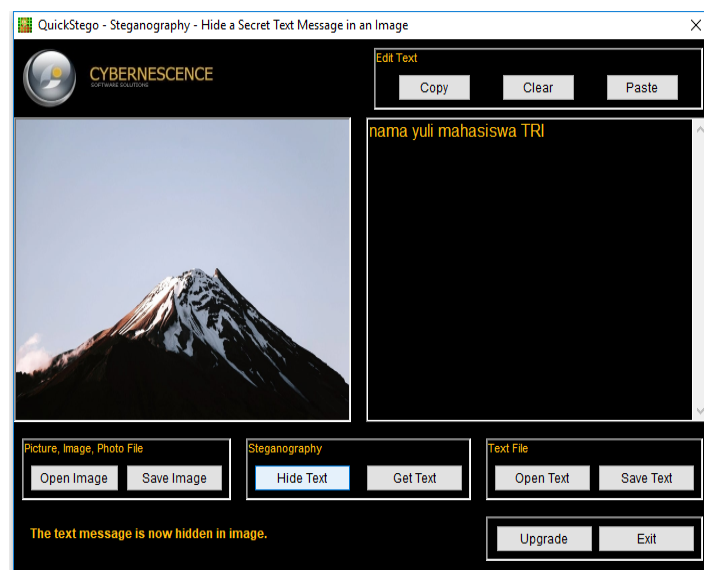 QuickStego - Steganography - Hide a Secret Text Message in an Image
CYBERNESCENCE
SOFTWARE SOLUTIONS
Edit Text
Copy Clear Paste
nama yuli mahasiswa TRI
Picture, Image, Photo File
Open Image Save Image
Steganography
Hide Text Get Text
Text File
Open Text Save Text
The text message is now hidden in image.
Upgrade Exit